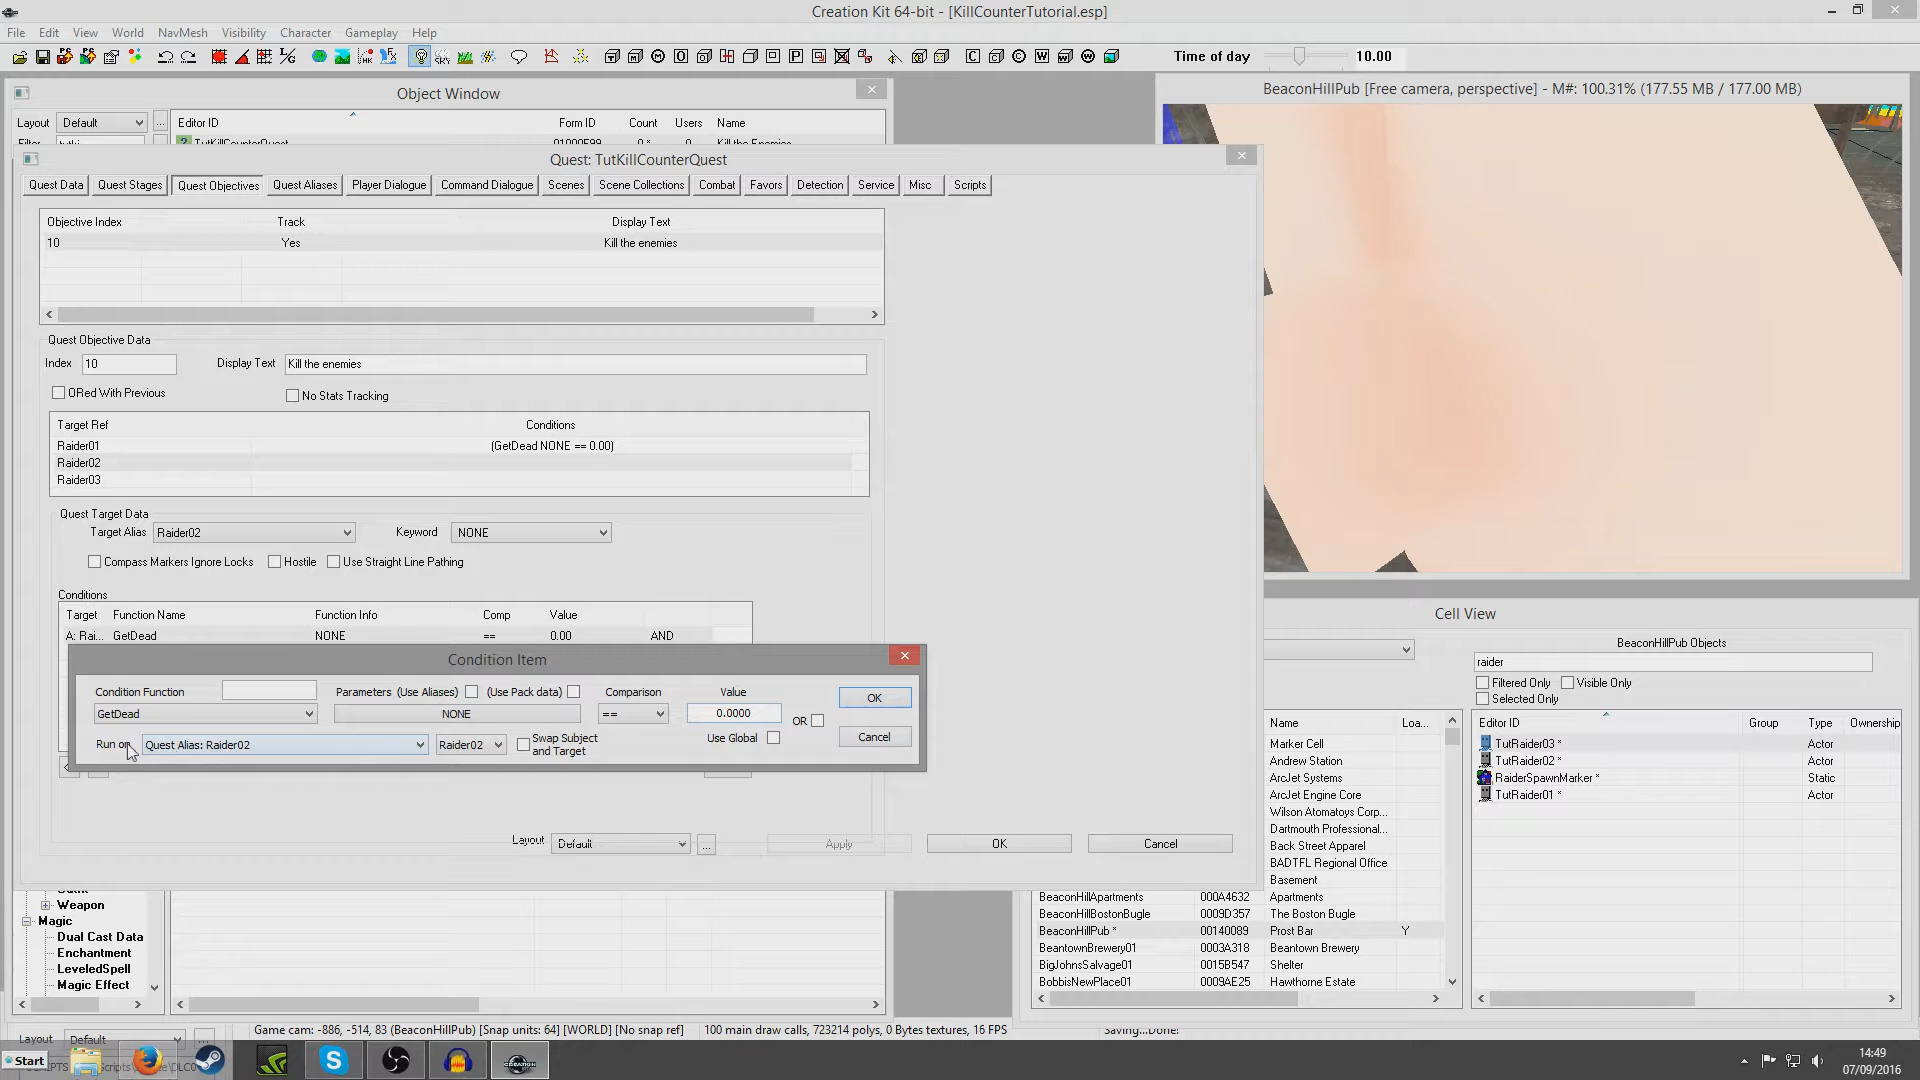 Creation Kit 64-bit - [KillCounterTutorial.esp]
File Edit View World NavMesh Visibility Character Gameplay Help
Time of day 10.00
Object Window
BeaconHillPub [Free camera, perspective] - M#: 100.31% (177.55 MB / 177.00 MB)
Layout Default ... Editor ID Form ID Count Users Name
Quest: TutKillCounterQuest
Quest Data Quest Stages Quest Objectives Quest Aliases Player Dialogue Command Dialogue Scenes Scene Collections Combat Favors Detection Service Misc Scripts
Objective Index Track Display Text
10 Yes Kill the enemies
Quest Objective Data
Index 10 Display Text Kill the enemies
ORed With Previous No Stats Tracking
Target Ref Conditions
Raider01 (GetDead NONE == 0.00)
Raider02
Raider03
Quest Target Data
Target Alias Raider02 Keyword NONE
Compass Markers Ignore Locks Hostile Use Straight Line Pathing
Conditions
Target Function Name Function Info Comp Value
A: Rai... GetDead NONE == 0.00 AND
Condition Item
Condition Function Parameters (Use Aliases) (Use Pack data) Comparison Value OK
GetDead NONE == 0.0000 OR
Run on Quest Alias: Raider02 Raider02 Swap Subject and Target Use Global Cancel
Layout Default ... Apply OK Cancel
Cell View
BeaconHillPub Objects
raider
Filtered Only Visible Only
Selected Only
Name Loa... Editor ID Group Type Ownership
Marker Cell TutRaider03 * Actor
Andrew Station TutRaider02 * Actor
ArcJet Systems RaiderSpawnMarker * Static
ArcJet Engine Core TutRaider01 * Actor
Wilson Atomatoys Corp...
Dartmouth Professional...
Back Street Apparel
BADTFL Regional Office
Basement
BeaconHillApartments 000A4632 Apartments
BeaconHillBostonBugle 0009D357 The Boston Bugle
BeaconHillPub * 00140089 Prost Bar Y
BeantownBrewery01 0003A318 Beantown Brewery
BigJohnsSalvage01 0015B547 Shelter
BobbisNewPlace01 0009AE25 Hawthorne Estate
Weapon
Magic
Dual Cast Data
Enchantment
LeveledSpell
Magic Effect
Layout Default
Game cam: -886, -514, 83 (BeaconHillPub) [Snap units: 64] [WORLD] [No snap ref] 100 main draw calls, 723214 polys, 0 Bytes textures, 16 FPS Saving...Done!
Start
14:49
07/09/2016